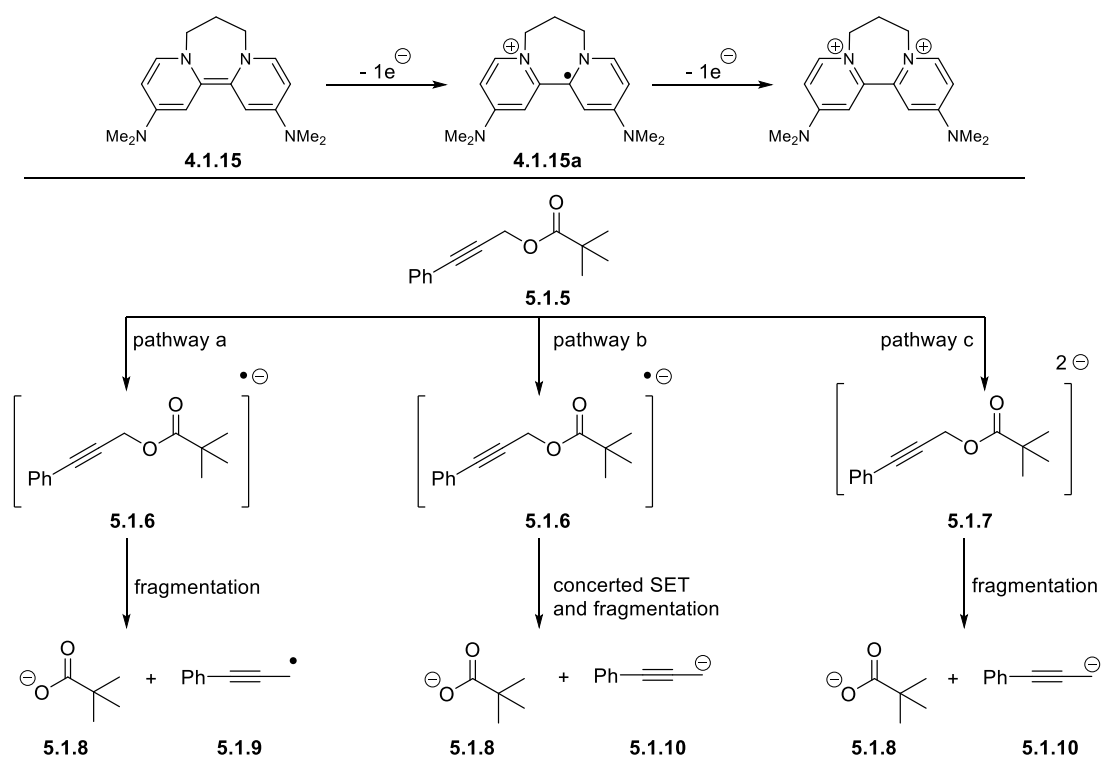 N N N N N N
⊕ ⊕ ⊕
- 1e⊖ - 1e⊖
Me2N NMe2 Me2N NMe2 Me2N NMe2
4.1.15 4.1.15a
O
O
Ph
5.1.5
pathway a pathway b pathway c
•⊖ •⊖ 2⊖
O O O
O O O
Ph Ph Ph
5.1.6 5.1.6 5.1.7
fragmentation concerted SET fragmentation
and fragmentation
O O O
⊖O + Ph • ⊖O + Ph ⊖ ⊖O + Ph ⊖
5.1.8 5.1.9 5.1.8 5.1.10 5.1.8 5.1.10